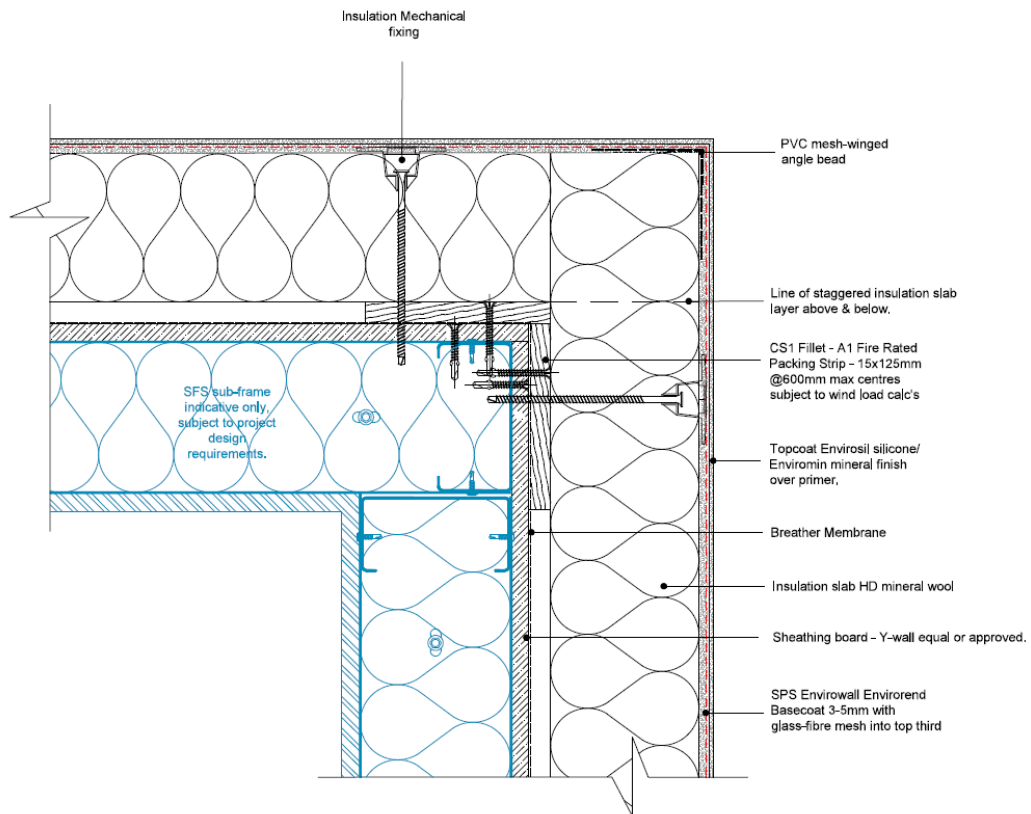 Insulation Mechanical
fixing
PVC mesh-winged
angle bead
Line of staggered insulation slab
layer above & below.
CS1 Fillet - A1 Fire Rated
Packing Strip - 15x125mm
@600mm max centres
subject to wind load calc's
SFS sub-frame
indicative only,
subject to project
design
requirements.
Topcoat Envirosil silicone/
Enviromin mineral finish
over primer,
Breather Membrane
Insulation slab HD mineral wool
Sheathing board - Y-wall equal or approved.
SPS Envirowall Envirorend
Basecoat 3-5mm with
glass-fibre mesh into top third